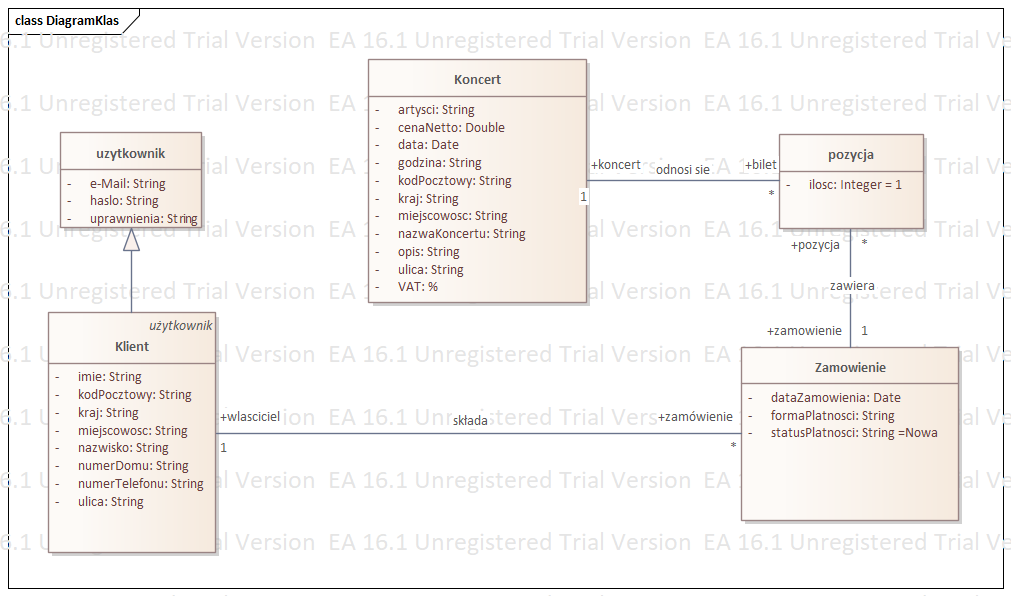 class DiagramKlas
EA 16.1 Unregistered Trial Version
Koncert
- artysci: String
- cenaNetto: Double
- data: Date
- godzina: String
- kodPocztowy: String
- kraj: String
- miejscowosc: String
- nazwaKoncertu: String
- opis: String
- ulica: String
- VAT: %
uzytkownik
- e-Mail: String
- haslo: String
- uprawnienia: String
+koncert
odnosi sie
+bilet
1
*
pozycja
- ilosc: Integer = 1
+pozycja
*
zawiera
+zamowienie
1
użytkownik
Klient
- imie: String
- kodPocztowy: String
- kraj: String
- miejscowosc: String
- nazwisko: String
- numerDomu: String
- numerTelefonu: String
- ulica: String
+wlasciciel
składa
+zamówienie
1
*
Zamowienie
- dataZamowienia: Date
- formaPlatnosci: String
- statusPlatnosci: String =Nowa